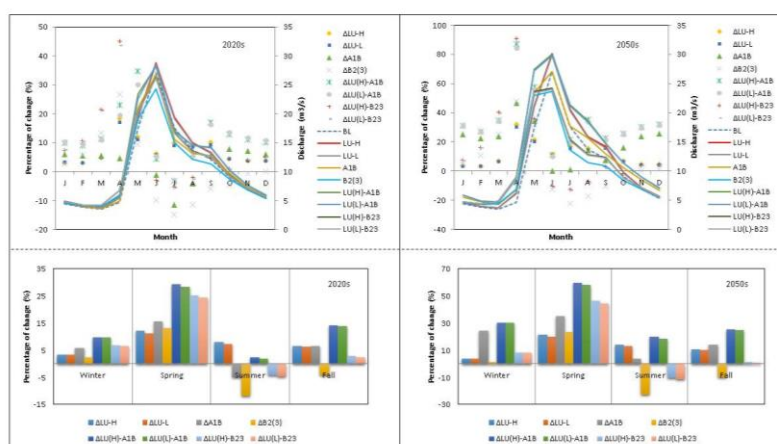 2020s
Percentage of change (%)
50
40
30
20
10
0
-10
-20
J F M A M J J A S O N D
Month
35
30
25
20
15
10
5
0
Discharge (m3/s)
ΔLU-H
ΔLU-L
ΔA1B
ΔB2(3)
ΔLU(H)-A1B
ΔLU(L)-A1B
ΔLU(H)-B23
ΔLU(L)-B23
BL
LU-H
LU-L
A1B
B2(3)
LU(H)-A1B
LU(L)-A1B
LU(H)-B23
LU(L)-B23
2050s
Percentage of change (%)
100
80
60
40
20
0
-20
-40
J F M A M J J A S O N D
Month
35
30
25
20
15
10
5
0
Discharge (m3/s)
ΔLU-H
ΔLU-L
ΔA1B
ΔB2(3)
ΔLU(H)-A1B
ΔLU(L)-A1B
ΔLU(H)-B23
ΔLU(L)-B23
BL
LU-H
LU-L
A1B
B2(3)
LU(H)-A1B
LU(L)-A1B
LU(H)-B23
LU(L)-B23
2020s
Percentage of change (%)
35
25
15
5
-5
-15
Winter Spring Summer Fall
ΔLU-H ΔLU-L ΔA1B ΔB2(3)
ΔLU(H)-A1B ΔLU(L)-A1B ΔLU(H)-B23 ΔLU(L)-B23
2050s
Percentage of change (%)
70
50
30
10
-10
-30
Winter Spring Summer Fall
ΔLU-H ΔLU-L ΔA1B ΔB2(3)
ΔLU(H)-A1B ΔLU(L)-A1B ΔLU(H)-B23 ΔLU(L)-B23